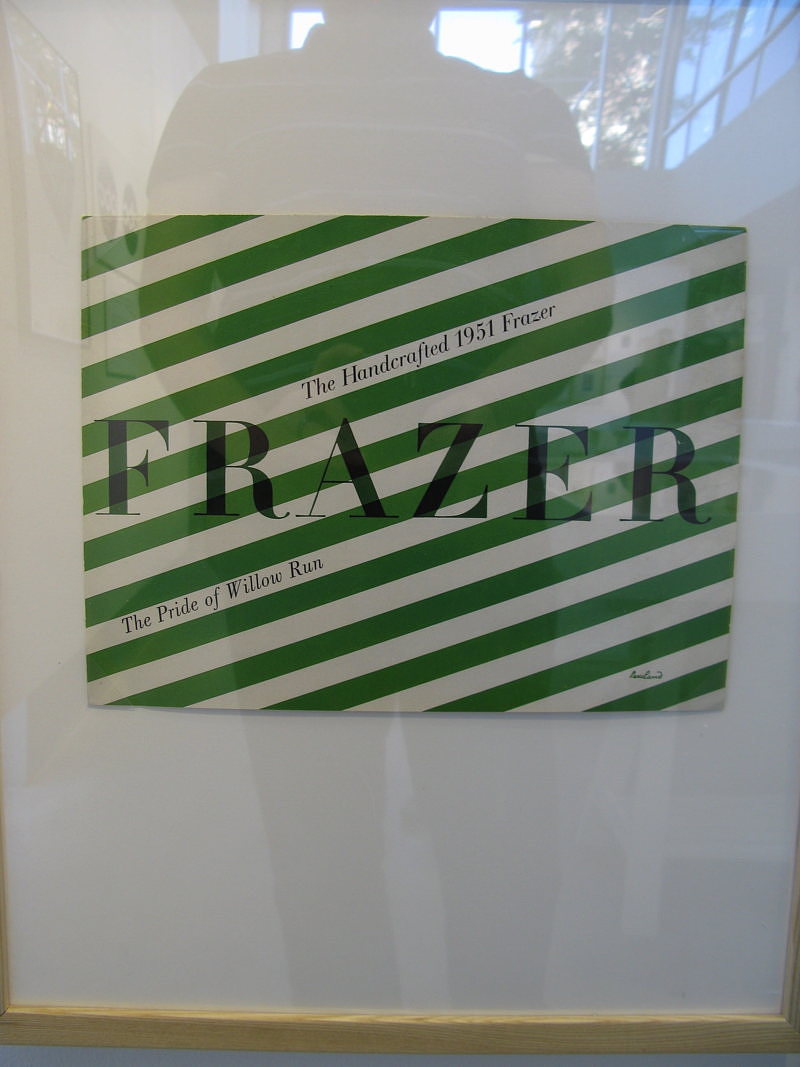 The Handcrafted 1951 Frazer
FRAZER
The Pride of Willow Run